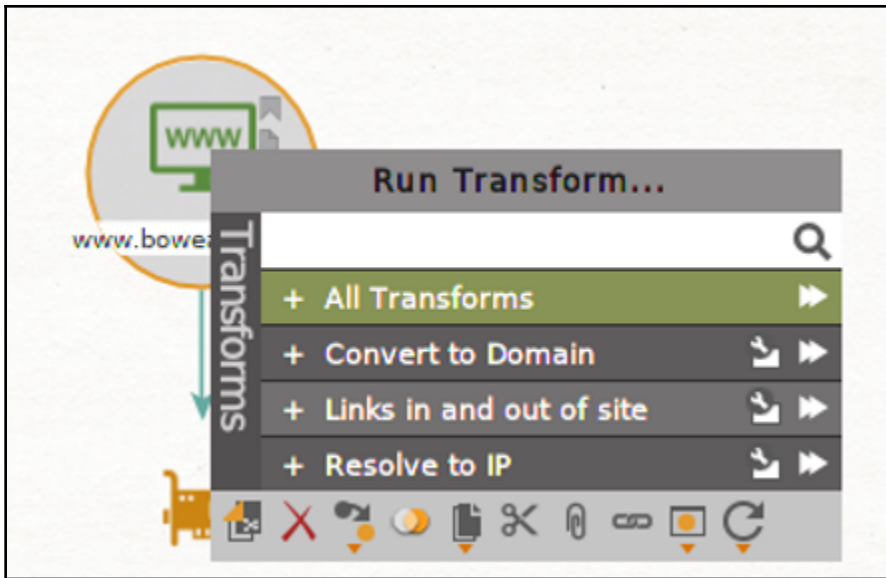 WWW
Run Transform...
www.bowea
Transforms
+ All Transforms
+ Convert to Domain
+ Links in and out of site
+ Resolve to IP